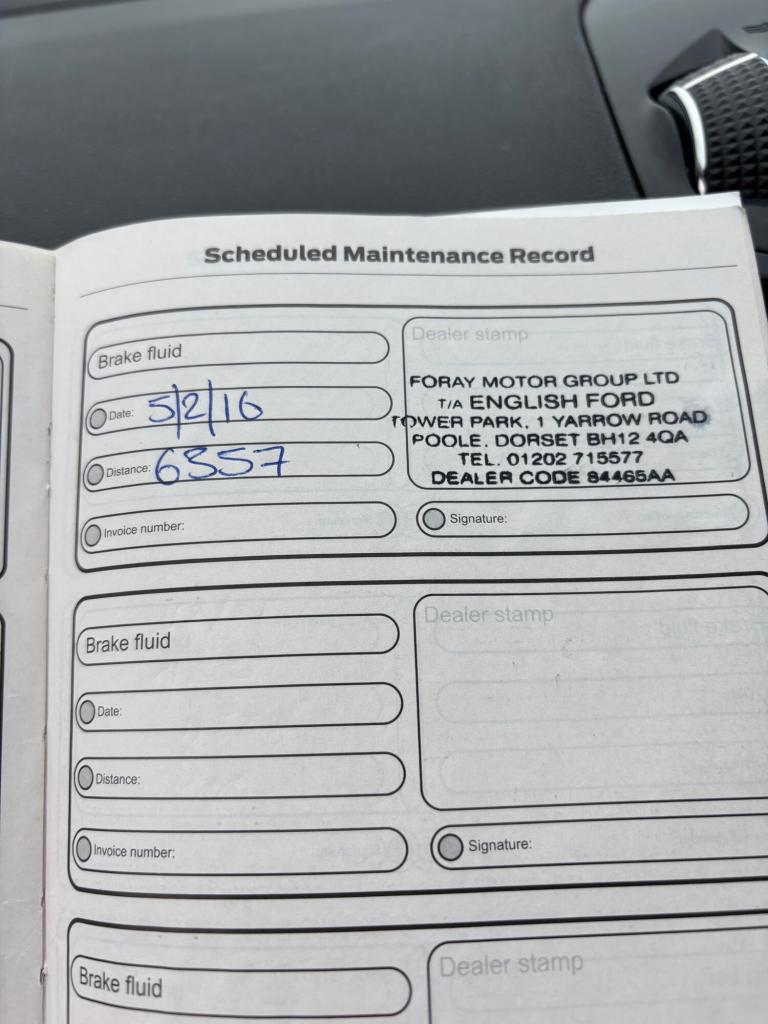 Scheduled Maintenance Record
Brake fluid
Date: 5/2/16
Distance: 6357
Invoice number:
Dealer stamp
FORAY MOTOR GROUP LTD
T/A ENGLISH FORD
TOWER PARK, 1 YARROW ROAD
POOLE, DORSET BH12 4QA
TEL. 01202 715577
DEALER CODE 84465AA
Signature:
Brake fluid
Date:
Distance:
Invoice number:
Dealer stamp
Signature:
Brake fluid
Dealer stamp